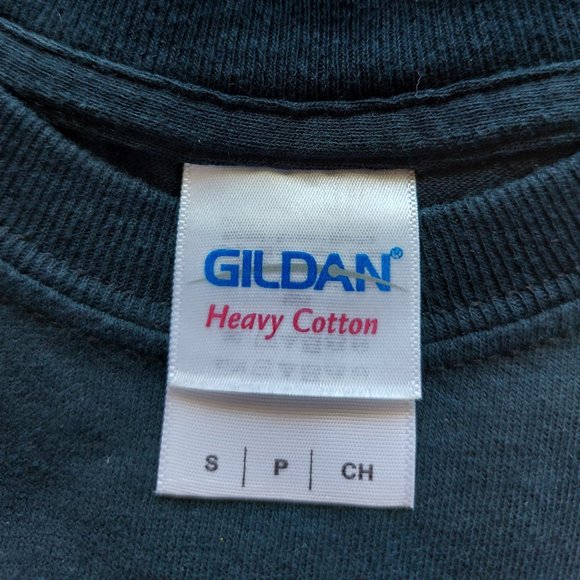 GILDAN®
Heavy Cotton
S | P | CH